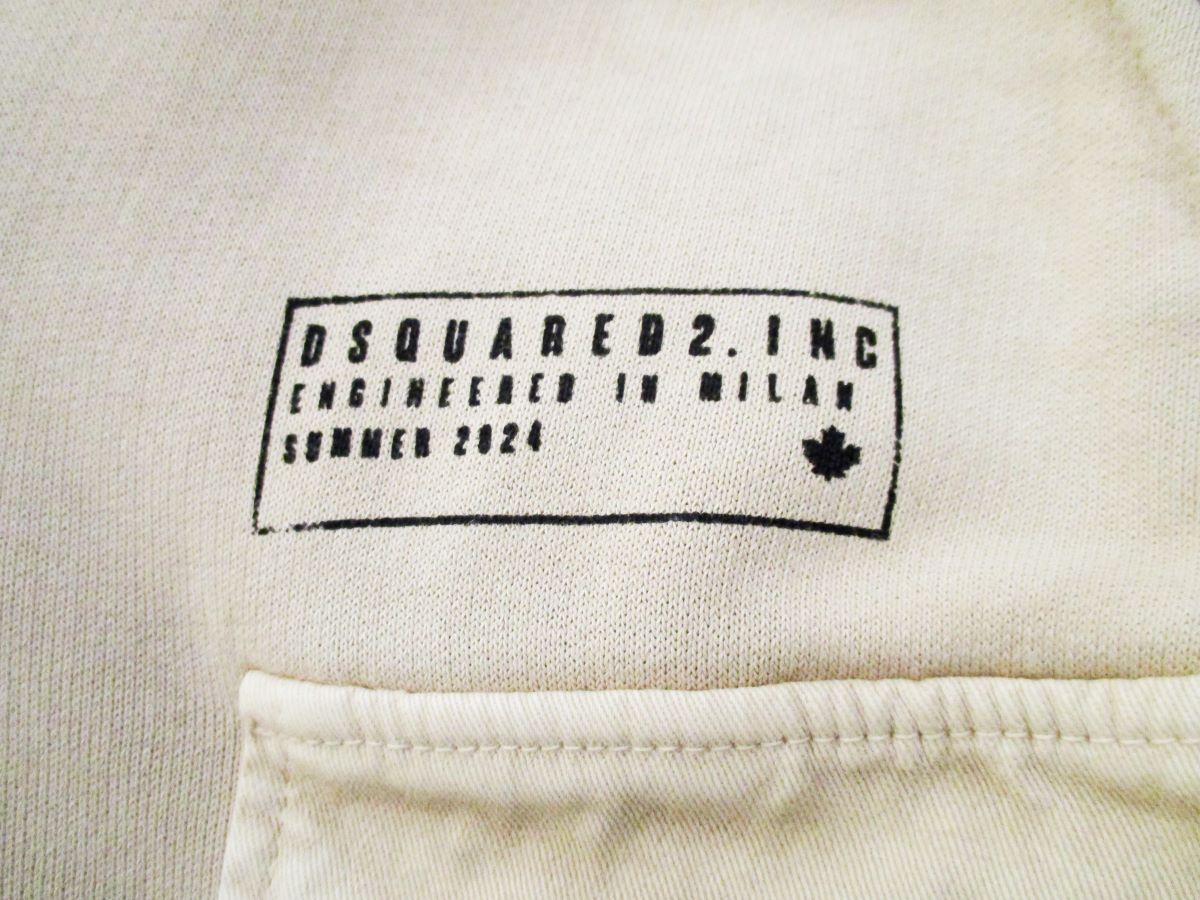 DSQUARED2.INC
ENGINEERED IN MILAN
SUMMER 2024